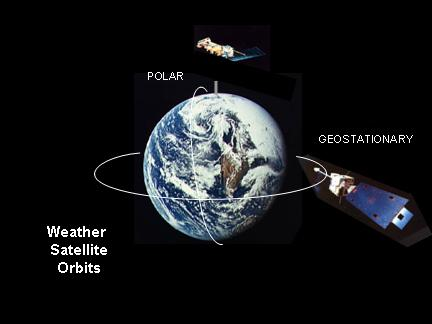 POLAR
GEOSTATIONARY
Weather
Satellite
Orbits